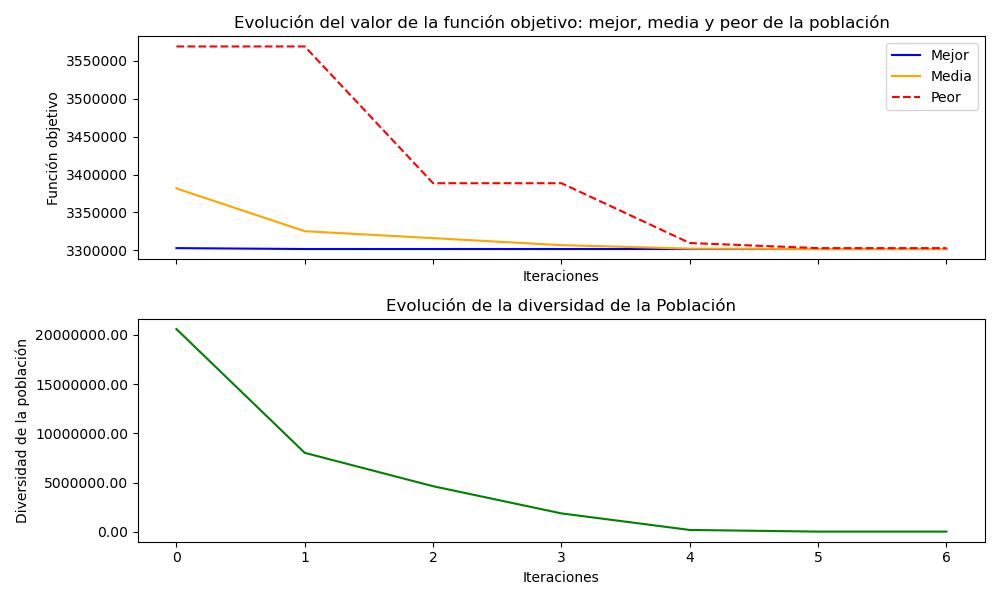 Evolución del valor de la función objetivo: mejor, media y peor de la población
Función objetivo
3550000
3500000
3450000
3400000
3350000
3300000
Mejor
Media
Peor
Iteraciones
Evolución de la diversidad de la Población
Diversidad de la población
20000000.00
15000000.00
10000000.00
5000000.00
0.00
0 1 2 3 4 5 6
Iteraciones